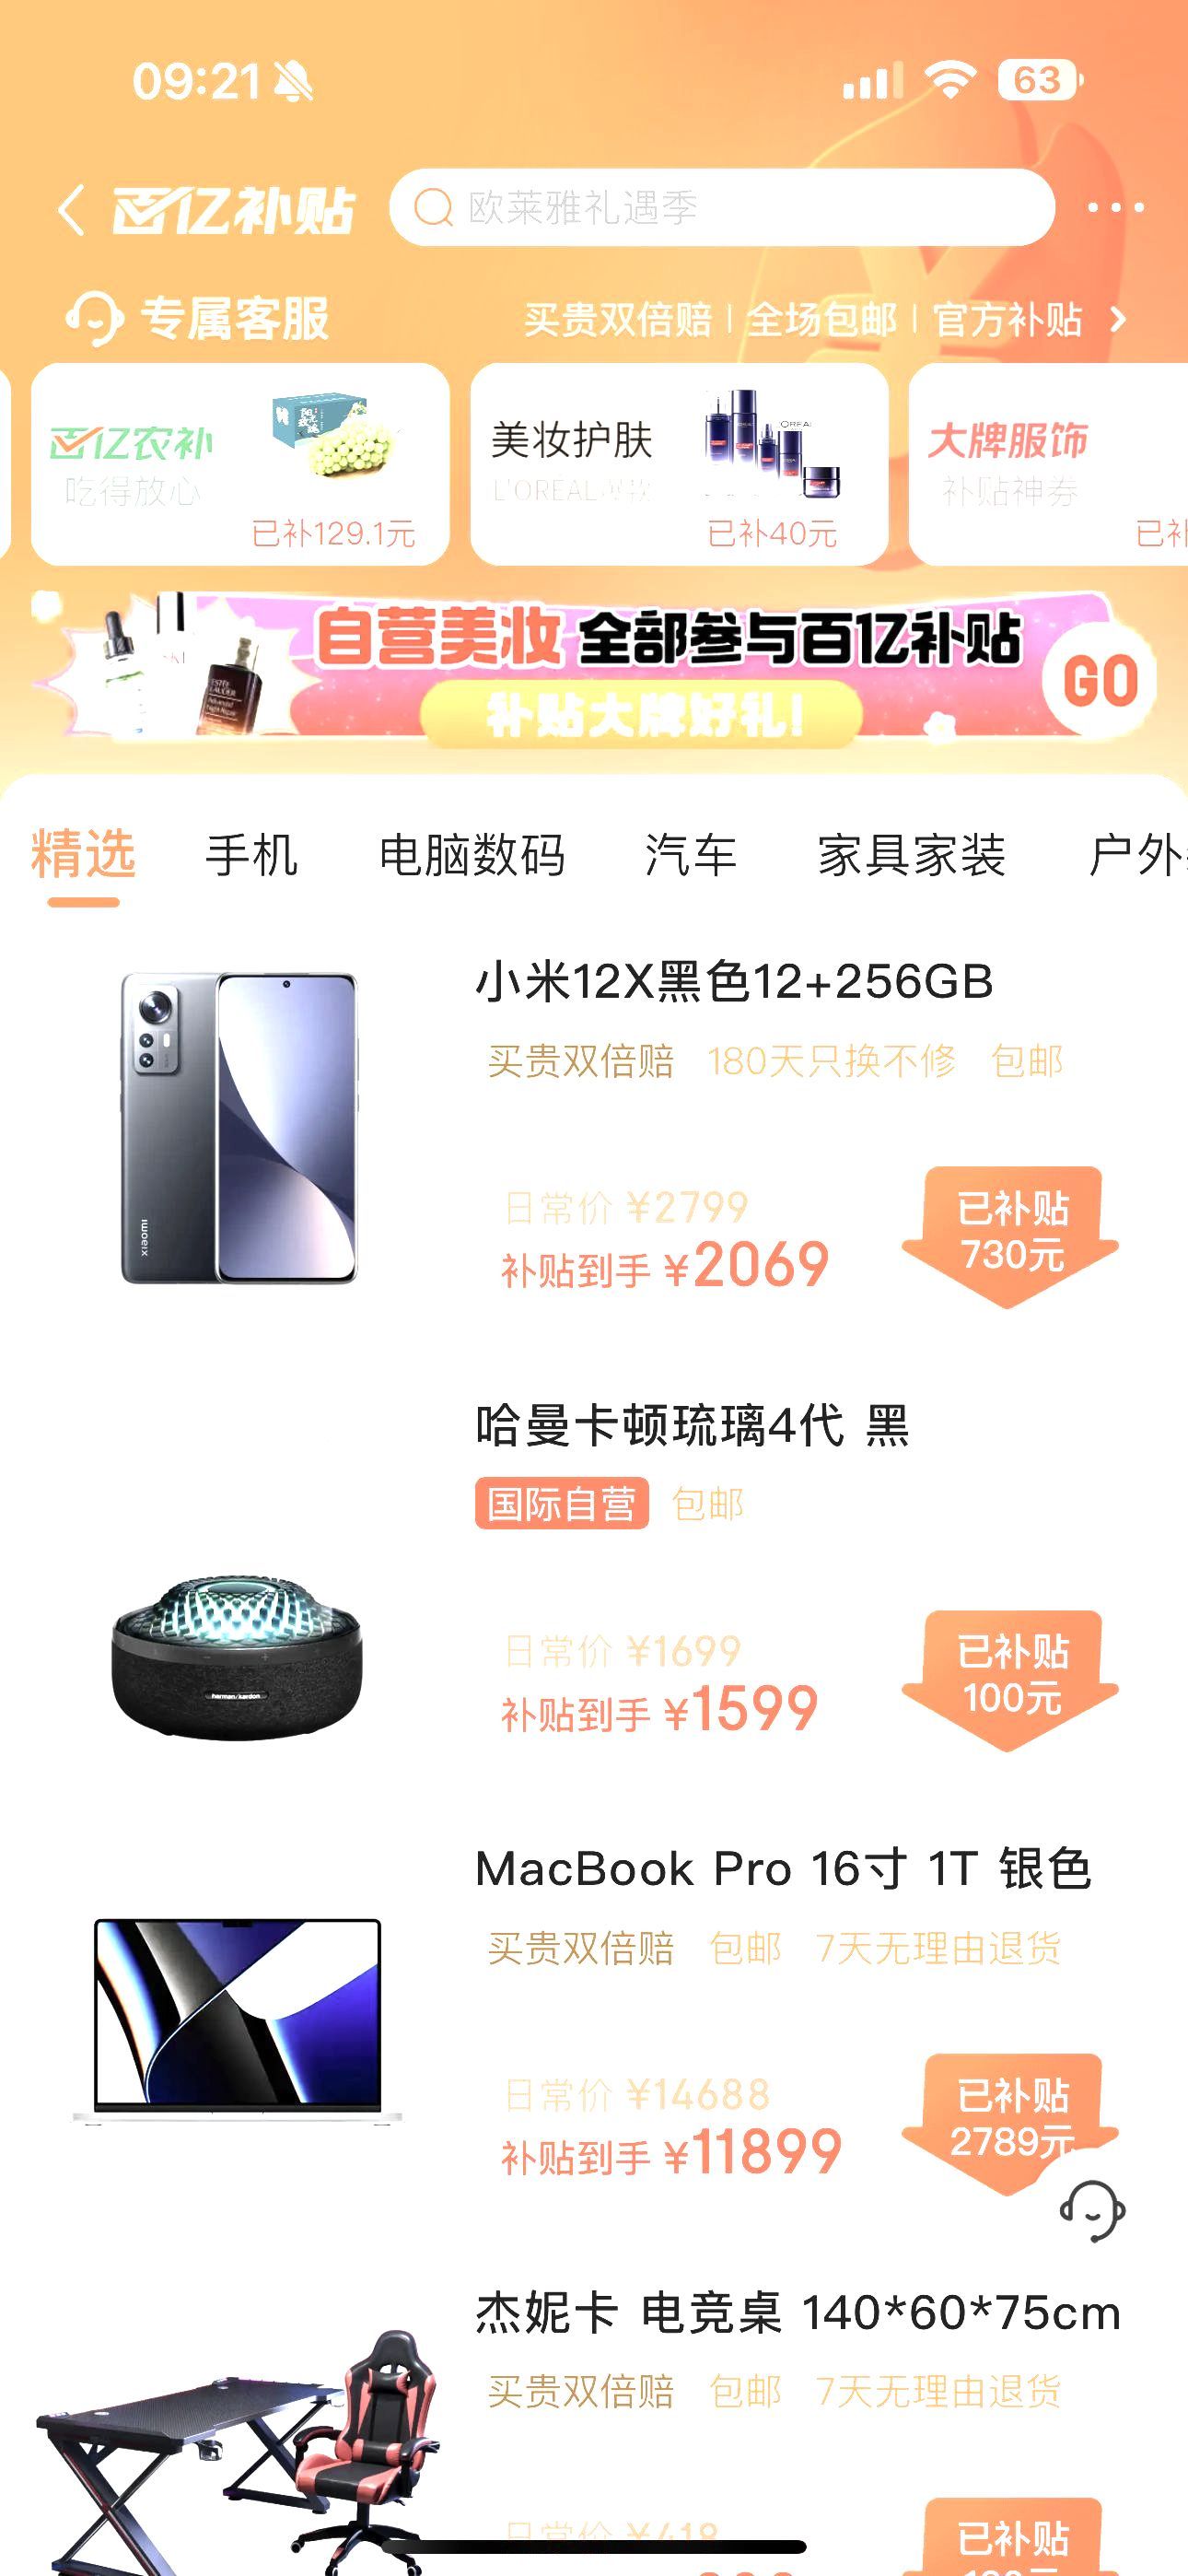 09:21
63
百亿补贴
欧莱雅礼遇季
专属客服
买贵双倍赔 | 全场包邮 | 官方补贴
百亿农补
吃得放心
已补129.1元
美妆护肤
L'OREAL
已补40元
大牌服饰
补贴神券
已补
自营美妆 全部参与百亿补贴
补贴大牌好礼!
GO
精选 手机 电脑数码 汽车 家具家装 户外
小米12X黑色12+256GB
买贵双倍赔 180天只换不修 包邮
日常价 ¥2799
补贴到手 ¥2069
已补贴
730元
xiaomi
哈曼卡顿琉璃4代 黑
国际自营 包邮
harman/kardon
日常价 ¥1699
补贴到手 ¥1599
已补贴
100元
MacBook Pro 16寸 1T 银色
买贵双倍赔 包邮 7天无理由退货
日常价 ¥14688
补贴到手 ¥11899
已补贴
2789元
杰妮卡 电竞桌 140*60*75cm
买贵双倍赔 包邮 7天无理由退货
日常价 ¥418
已补贴